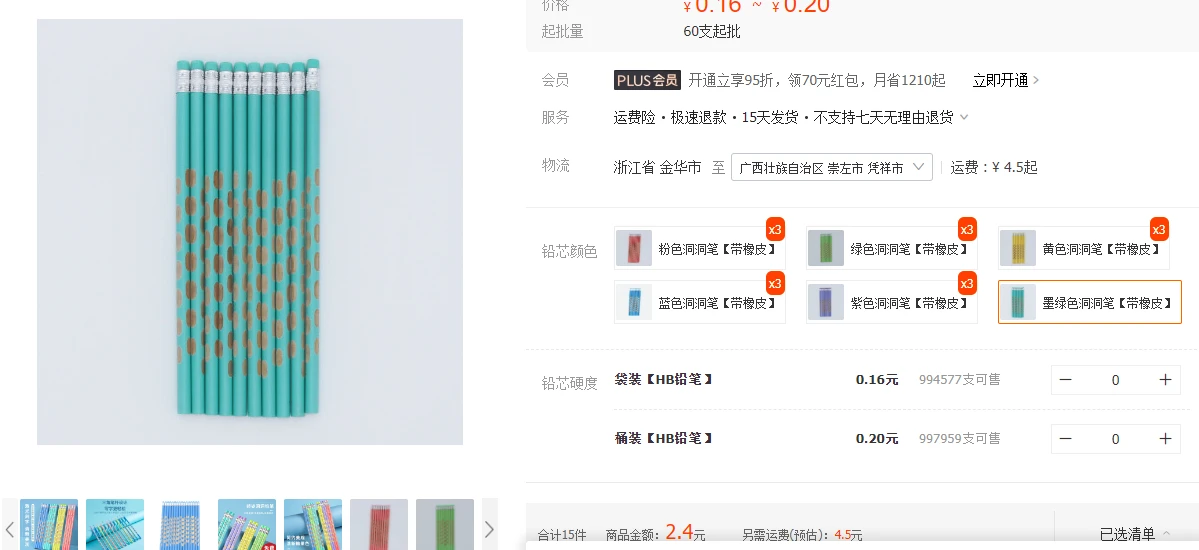 价格
¥ 0.16 ~ ¥ 0.20
起批量 60支起批
会员 PLUS会员 开通立享95折，领70元红包，月省1210起 立即开通
服务 运费险·极速退款·15天发货·不支持七天无理由退货
物流 浙江省 金华市 至 广西壮族自治区 崇左市 凭祥市 运费：¥ 4.5起
铅芯颜色
粉色洞洞笔【带橡皮】 x3
绿色洞洞笔【带橡皮】 x3
黄色洞洞笔【带橡皮】 x3
蓝色洞洞笔【带橡皮】 x3
紫色洞洞笔【带橡皮】 x3
墨绿色洞洞笔【带橡皮】
铅芯硬度
袋装【HB铅笔】 0.16元 994577支可售 － 0 +
桶装【HB铅笔】 0.20元 997959支可售 － 0 +
合计15件 商品金额：2.4元 另需运费(预估)：4.5元 已选清单